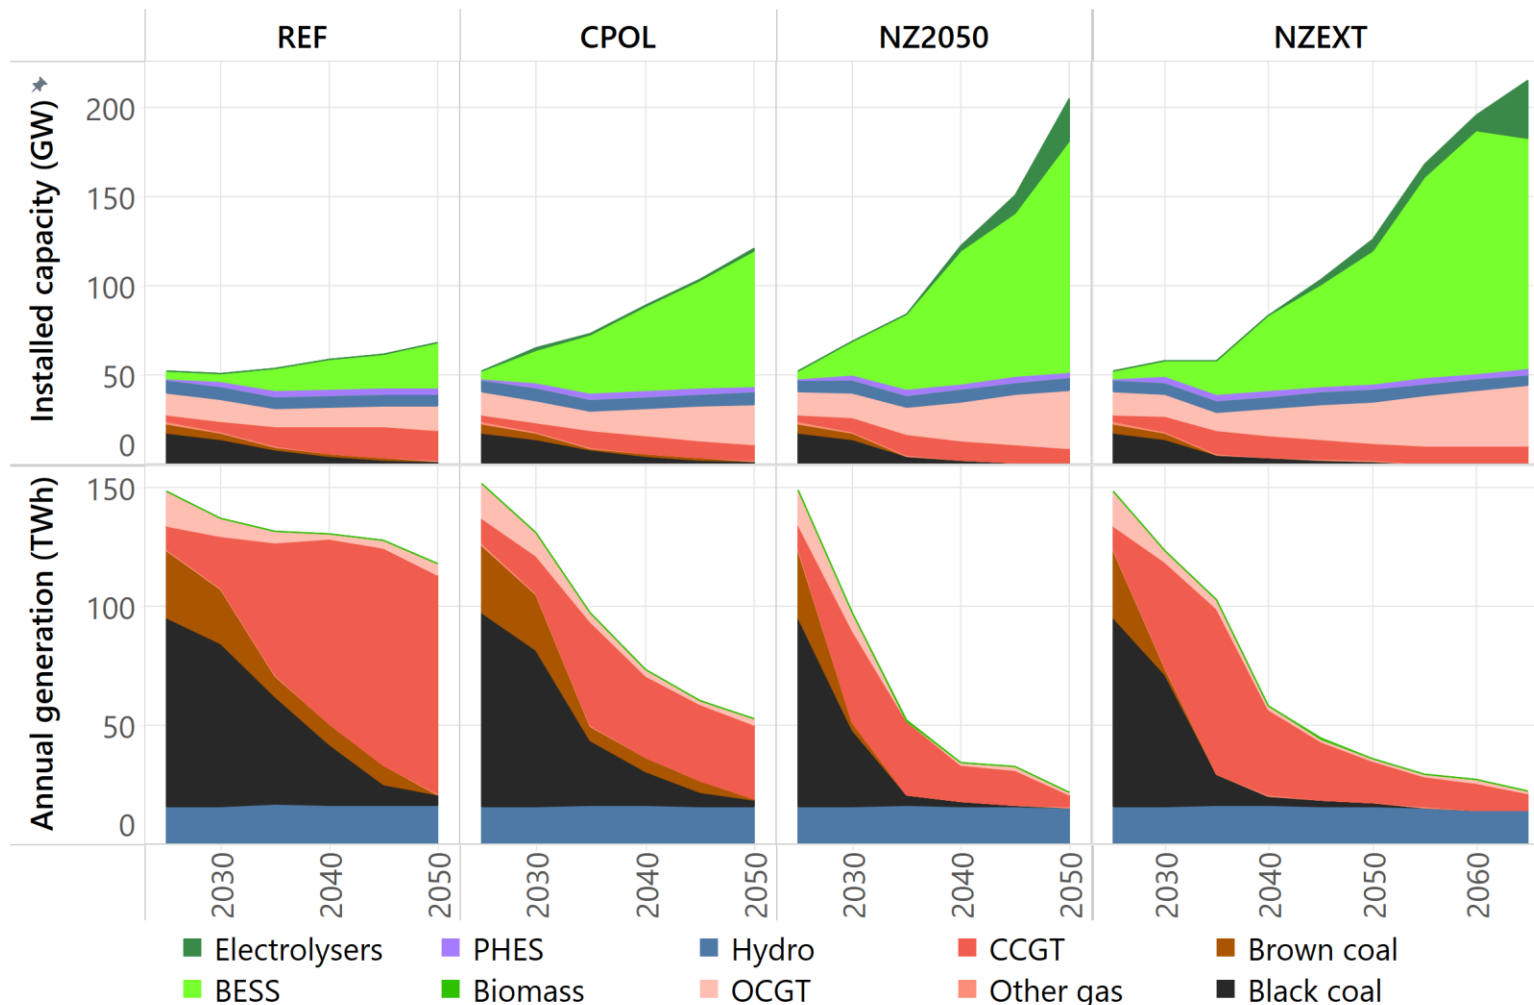 REF CPOL NZ2050 NZEXT
Installed capacity (GW)
200
150
100
50
0
Annual generation (TWh)
150
100
50
0
2030 2040 2050 2030 2040 2050 2030 2040 2050 2030 2040 2050 2060
Electrolysers PHES Hydro CCGT Brown coal
BESS Biomass OCGT Other gas Black coal